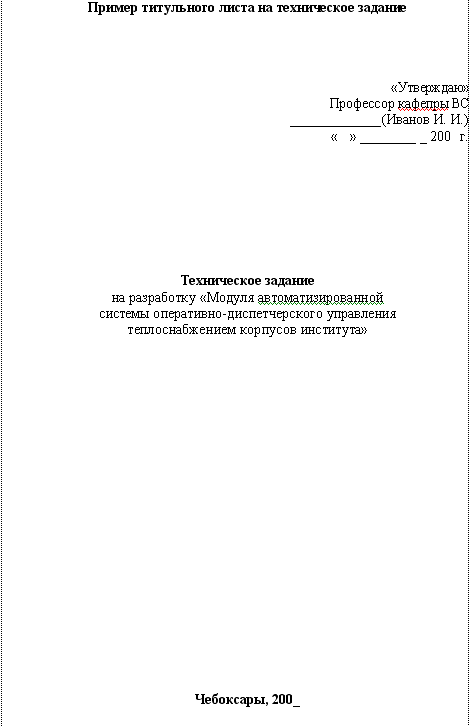 Пример титульного листа на техническое задание
«Утверждаю»
Профессор кафепры ВС
_____________(Иванов И. И.)
«   » ________ _ 200   г.
Техническое задание
на разработку «Модуля автоматизированной
системы оперативно-диспетчерского управления
теплоснабжением корпусов института»
Чебоксары, 200_